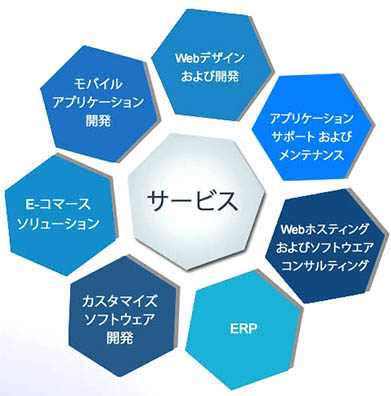 Webデザイン
および開発
アプリケーション
サポート および
メンテナンス
Webホスティング
およびソフトウエア
コンサルティング
ERP
カスタマイズ
ソフトウェア
開発
E-コマース
ソリューション
モバイル
アプリケーション
開発
サービス